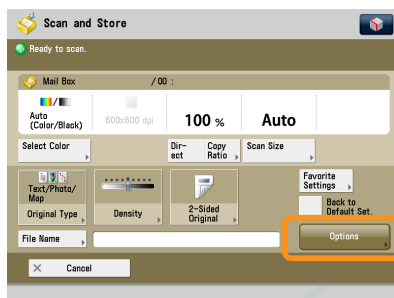 Scan and Store
Ready to scan.
Mail Box / 00 :
Auto
(Color/Black)
600x600 dpi
100 %
Auto
Select Color
Dir-
ect
Copy
Ratio
Scan Size
Text/Photo/
Map
Original Type
Density
2-Sided
Original
Favorite
Settings
Back to
Default Set.
File Name
Options
Cancel